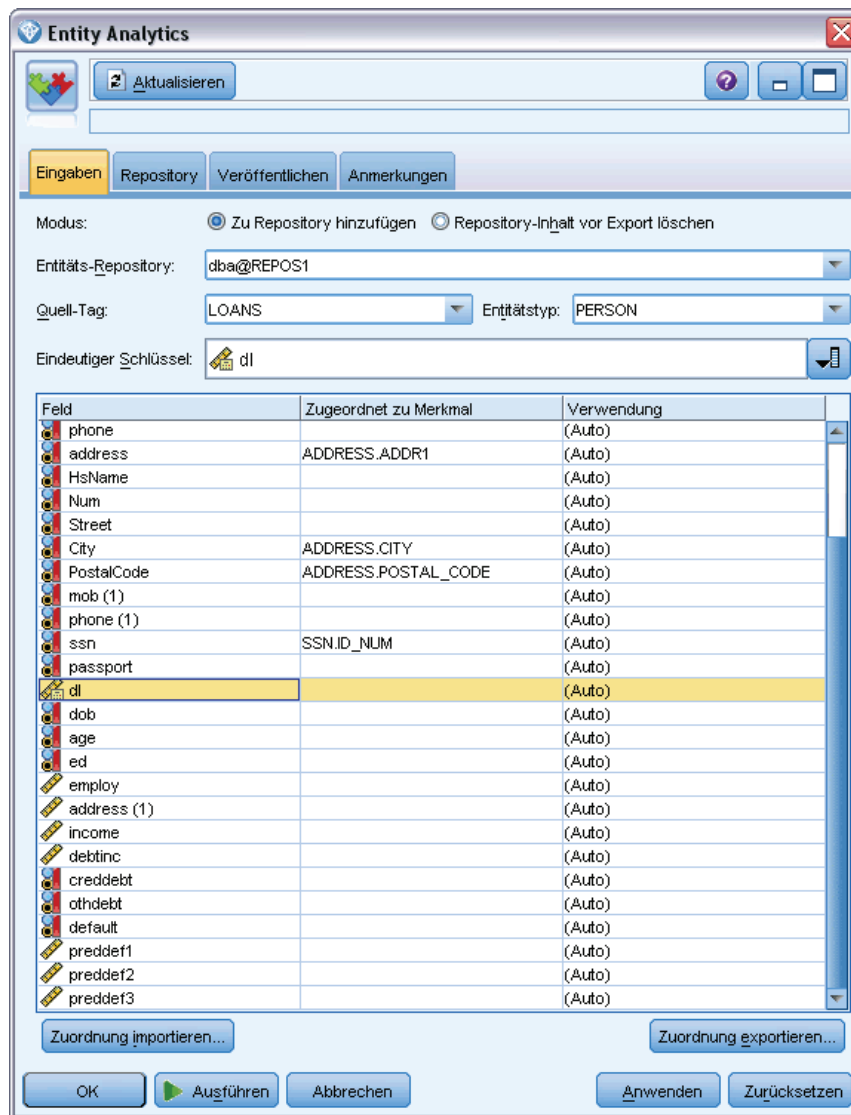 Entity Analytics
Aktualisieren
Eingaben Repository Veröffentlichen Anmerkungen
Modus: Zu Repository hinzufügen Repository-Inhalt vor Export löschen
Entitäts-Repository: dba@REPOS1
Quell-Tag: LOANS Entitätstyp: PERSON
Eindeutiger Schlüssel: dl
Feld Zugeordnet zu Merkmal Verwendung
phone (Auto)
address ADDRESS.ADDR1 (Auto)
HsName (Auto)
Num (Auto)
Street (Auto)
City ADDRESS.CITY (Auto)
PostalCode ADDRESS.POSTAL_CODE (Auto)
mob (1) (Auto)
phone (1) (Auto)
ssn SSN.ID_NUM (Auto)
passport (Auto)
dl (Auto)
dob (Auto)
age (Auto)
ed (Auto)
employ (Auto)
address (1) (Auto)
income (Auto)
debtinc (Auto)
creddebt (Auto)
othdebt (Auto)
default (Auto)
preddef1 (Auto)
preddef2 (Auto)
preddef3 (Auto)
Zuordnung importieren... Zuordnung exportieren...
OK Ausführen Abbrechen Anwenden Zurücksetzen